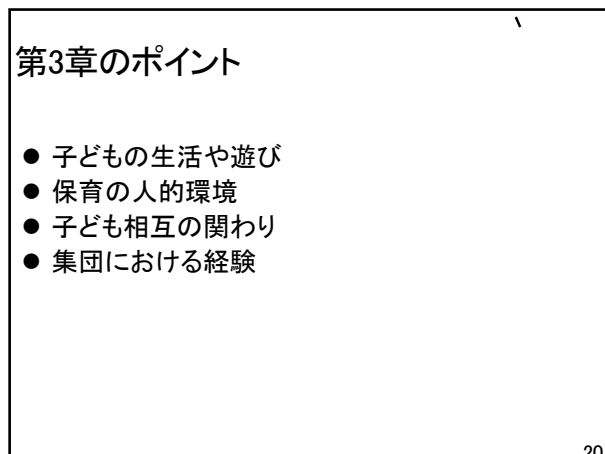 第3章のポイント
● 子どもの生活や遊び
● 保育の人的環境
● 子ども相互の関わり
● 集団における経験
20